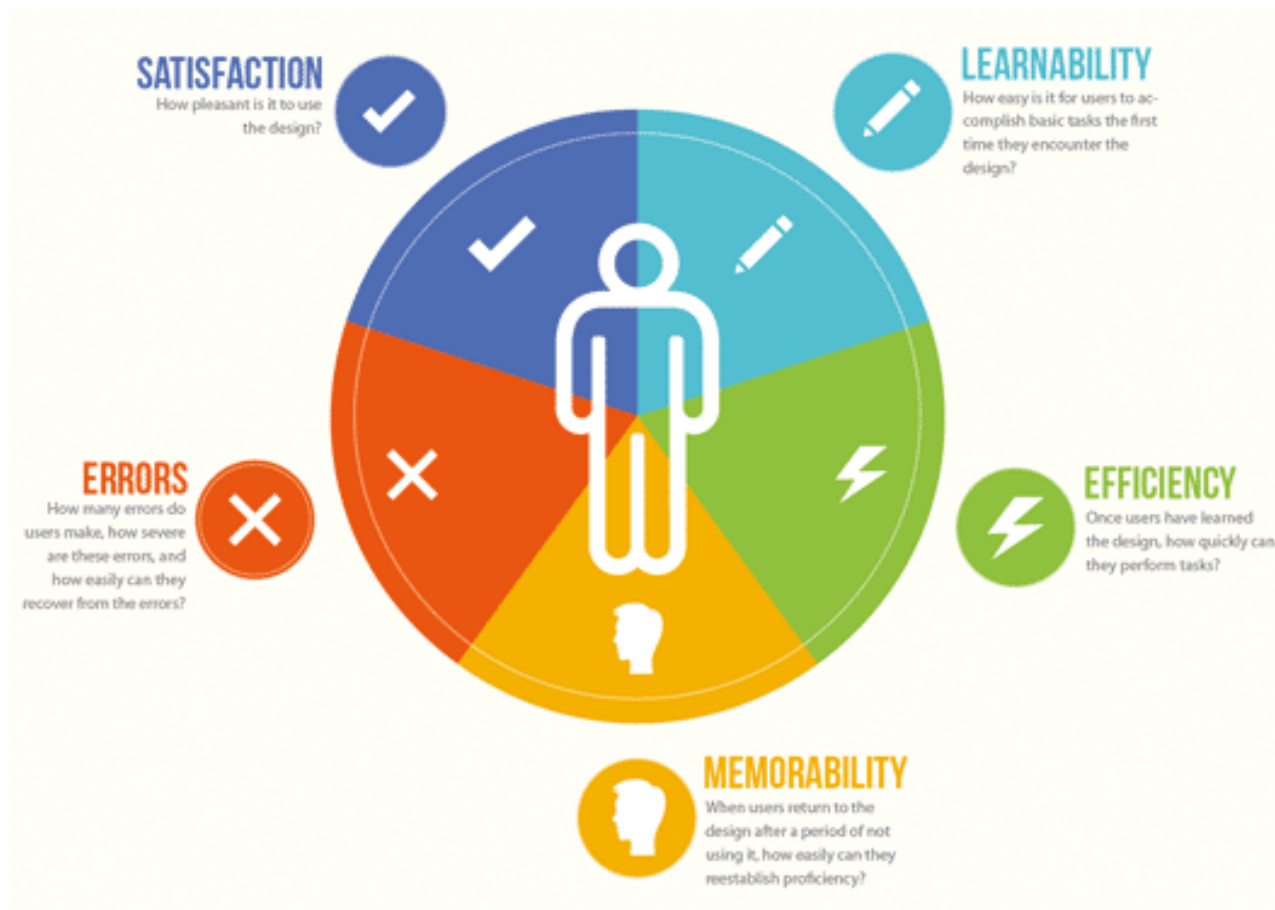 SATISFACTION
How pleasant is it to use
the design?
LEARNABILITY
How easy is it for users to ac-
complish basic tasks the first
time they encounter the
design?
ERRORS
How many errors do
users make, how severe
are these errors, and
how easily can they
recover from the errors?
EFFICIENCY
Once users have learned
the design, how quickly can
they perform tasks?
MEMORABILITY
When users return to the
design after a period of not
using it, how easily can they
reestablish proficiency?